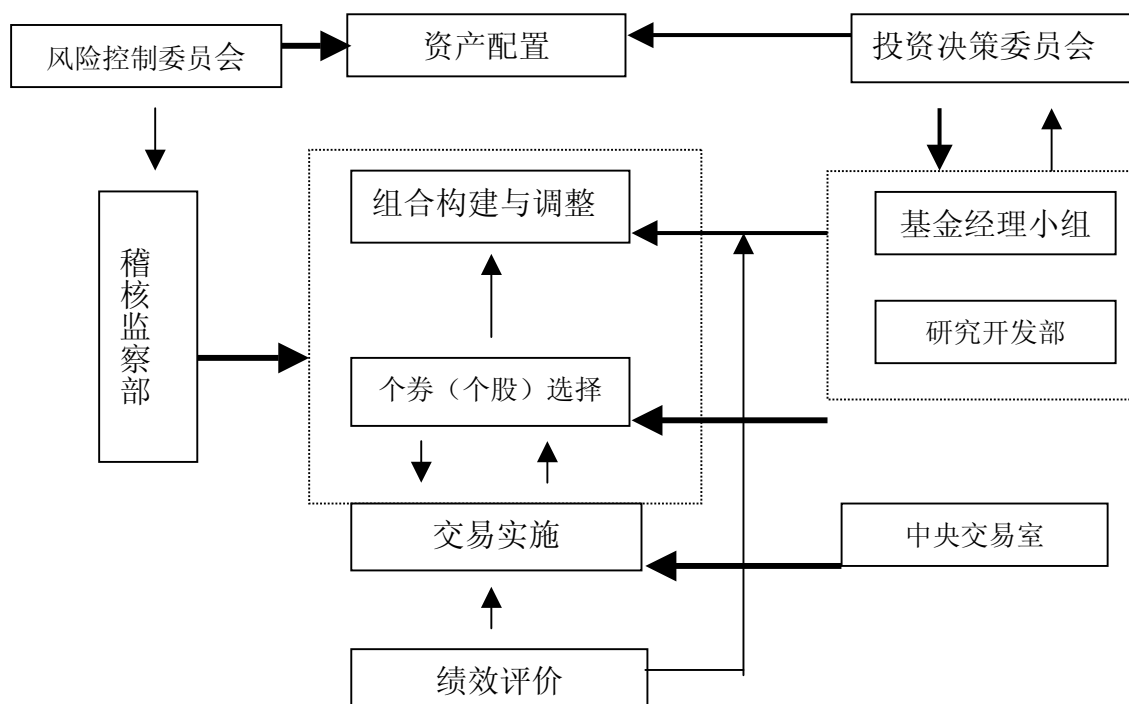 风险控制委员会
资产配置
投资决策委员会
组合构建与调整
基金经理小组
稽核监察部
研究开发部
个券（个股）选择
交易实施
中央交易室
绩效评价